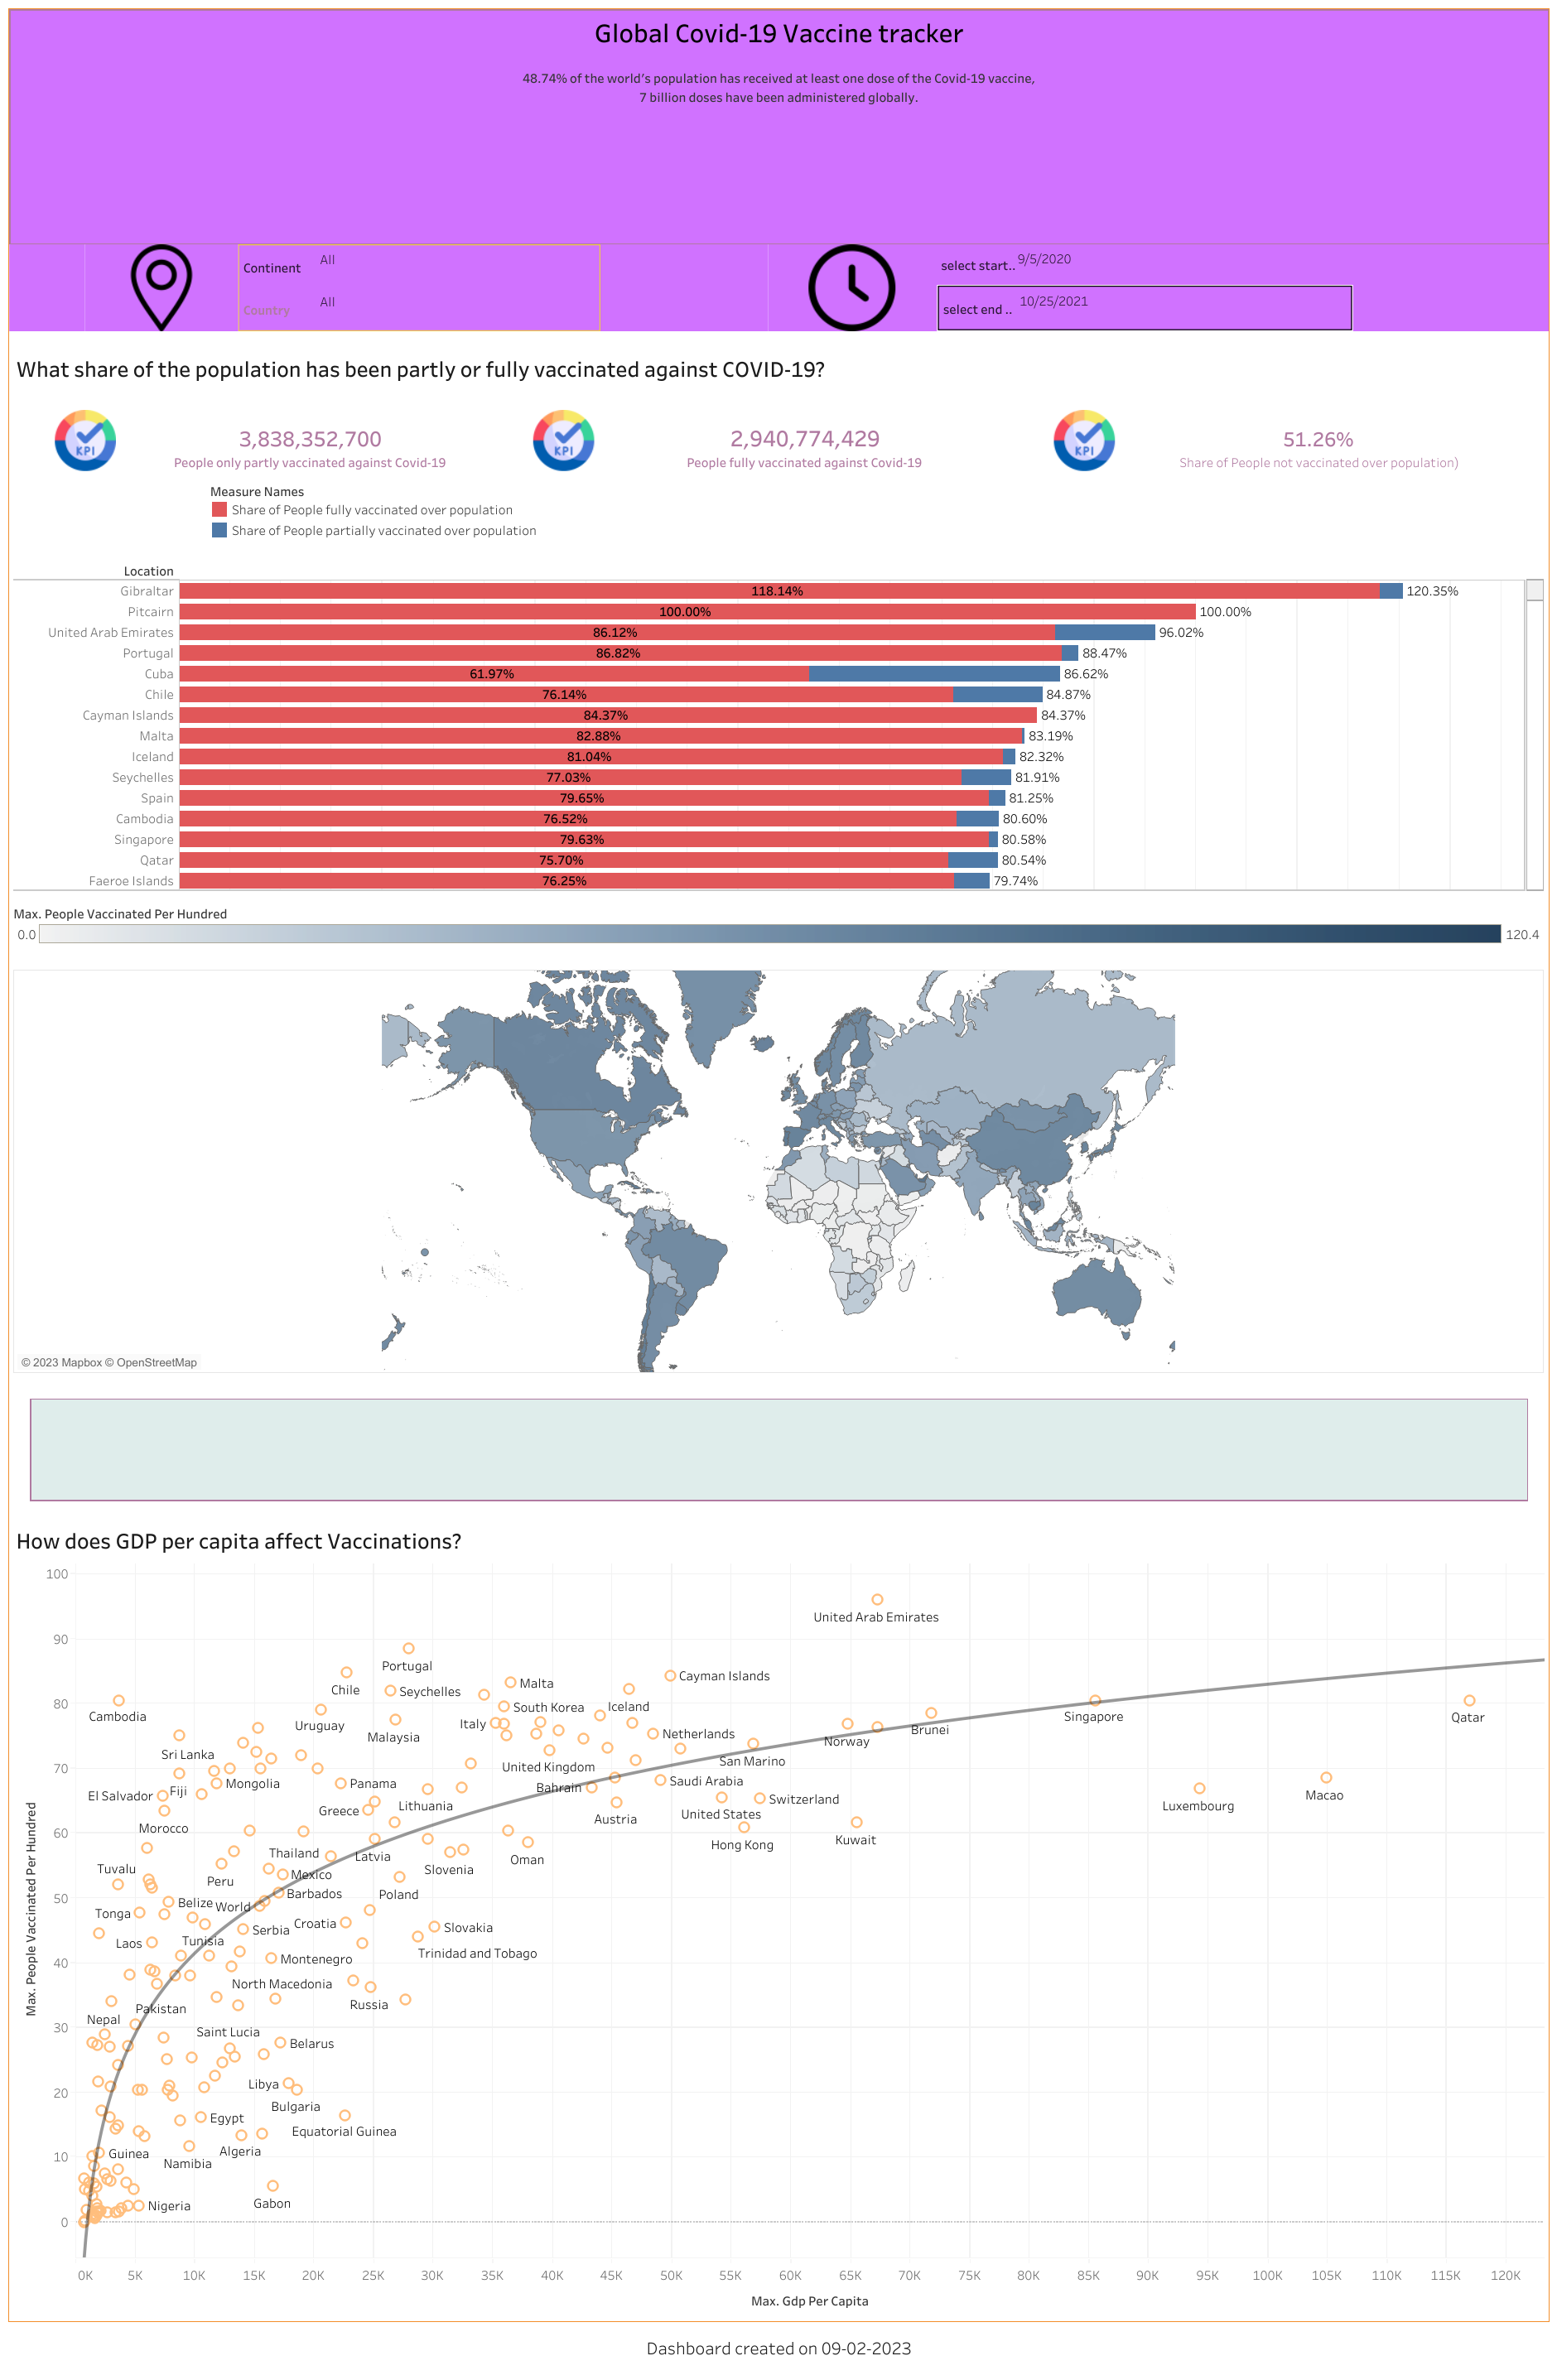 Global Covid-19 Vaccine tracker
48.74% of the world's population has received at least one dose of the Covid-19 vaccine,
7 billion doses have been administered globally.
Continent All
Country All
select start.. 9/5/2020
select end .. 10/25/2021
What share of the population has been partly or fully vaccinated against COVID-19?
KPI
3,838,352,700
People only partly vaccinated against Covid-19
KPI
2,940,774,429
People fully vaccinated against Covid-19
KPI
51.26%
Share of People not vaccinated over population)
Measure Names
Share of People fully vaccinated over population
Share of People partially vaccinated over population
Location
Gibraltar 118.14% 120.35%
Pitcairn 100.00% 100.00%
United Arab Emirates 86.12% 96.02%
Portugal 86.82% 88.47%
Cuba 61.97% 86.62%
Chile 76.14% 84.87%
Cayman Islands 84.37% 84.37%
Malta 82.88% 83.19%
Iceland 81.04% 82.32%
Seychelles 77.03% 81.91%
Spain 79.65% 81.25%
Cambodia 76.52% 80.60%
Singapore 79.63% 80.58%
Qatar 75.70% 80.54%
Faeroe Islands 76.25% 79.74%
Max. People Vaccinated Per Hundred
0.0 120.4
© 2023 Mapbox © OpenStreetMap
How does GDP per capita affect Vaccinations?
Max. People Vaccinated Per Hundred
100
90
80
70
60
50
40
30
20
10
0
United Arab Emirates
Portugal
Cayman Islands
Chile
Seychelles
Malta
Cambodia
South Korea
Iceland
Singapore
Qatar
Uruguay
Italy
Malaysia
Netherlands
Norway
Brunei
Sri Lanka
United Kingdom
San Marino
Mongolia
Panama
Bahrain
Saudi Arabia
El Salvador
Fiji
Greece
Lithuania
Austria
United States
Switzerland
Luxembourg
Macao
Morocco
Hong Kong
Kuwait
Thailand
Latvia
Slovenia
Oman
Tuvalu
Peru
Mexico
Barbados
Poland
Tonga
Belize
World
Croatia
Slovakia
Laos
Tunisia
Serbia
Trinidad and Tobago
Montenegro
North Macedonia
Nepal
Pakistan
Russia
Saint Lucia
Belarus
Libya
Bulgaria
Egypt
Equatorial Guinea
Guinea
Namibia
Algeria
Nigeria
Gabon
0K 5K 10K 15K 20K 25K 30K 35K 40K 45K 50K 55K 60K 65K 70K 75K 80K 85K 90K 95K 100K 105K 110K 115K 120K
Max. Gdp Per Capita
Dashboard created on 09-02-2023